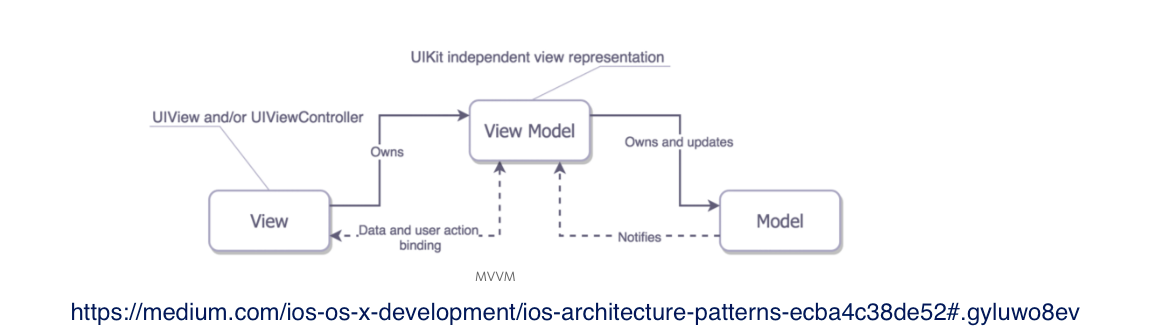 UIKit independent view representation
UIView and/or UIViewController
View Model
Owns and updates
Owns
View
Model
Data and user action
binding
Notifies
MVVM
https://medium.com/ios-os-x-development/ios-architecture-patterns-ecba4c38de52#.gyluwo8ev